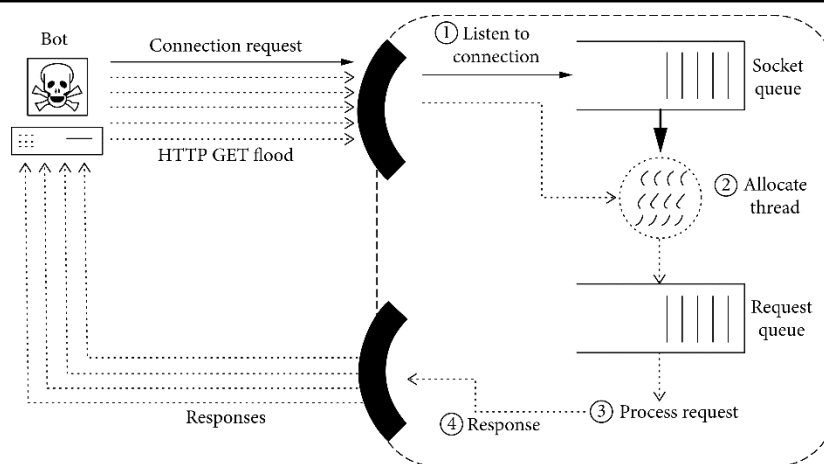 Bot
Connection request
HTTP GET flood
① Listen to
connection
Socket
queue
② Allocate
thread
Request
queue
③ Process request
④ Response
Responses